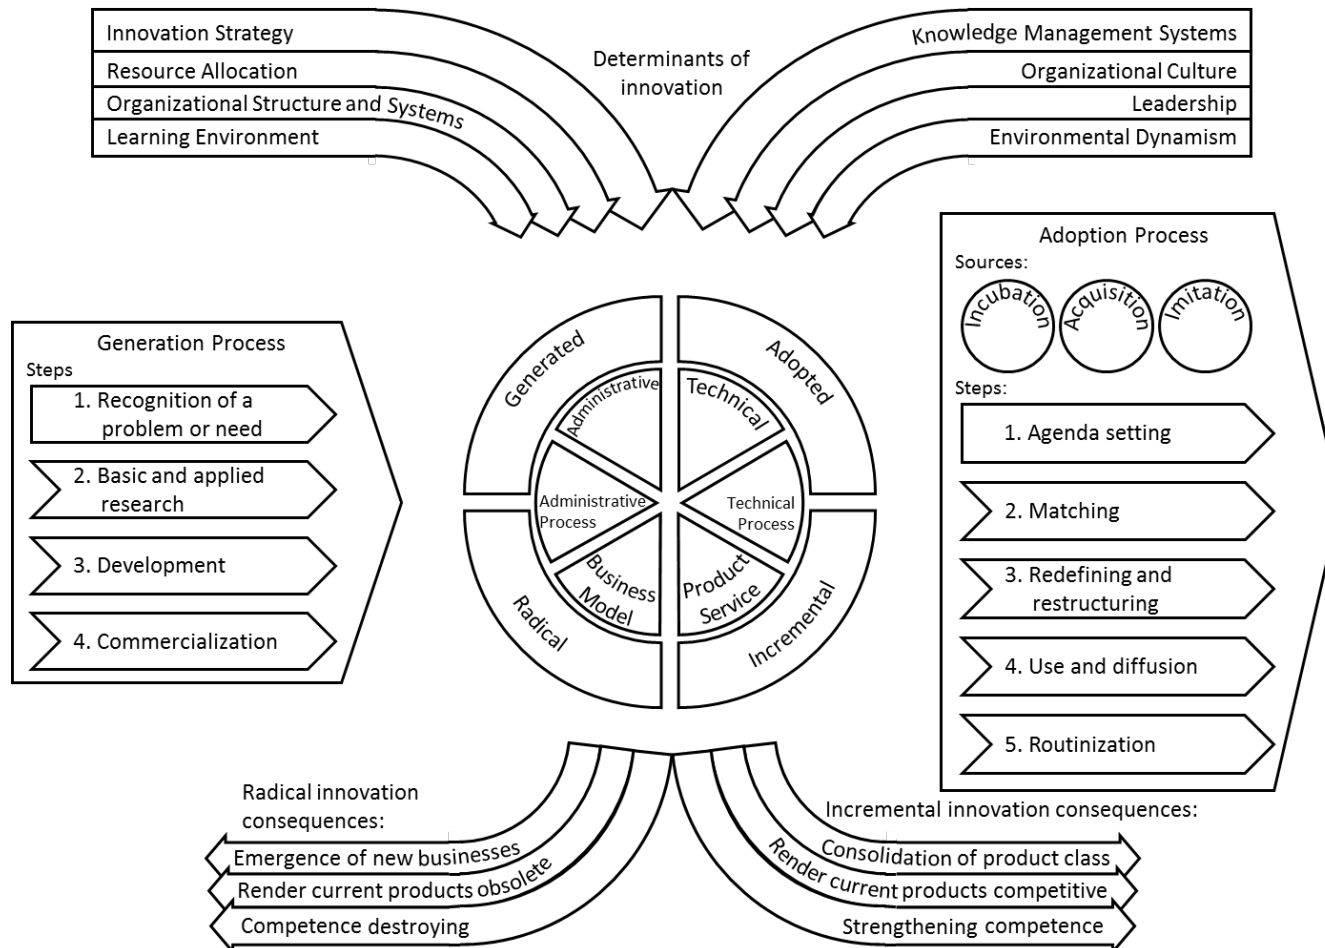 Innovation Strategy
Resource Allocation
Organizational Structure and Systems
Learning Environment
Determinants of
innovation
Knowledge Management Systems
Organizational Culture
Leadership
Environmental Dynamism
Generation Process
Steps
1. Recognition of a
problem or need
2. Basic and applied
research
3. Development
4. Commercialization
Generated
Adopted
Radical
Incremental
Administrative
Technical
Administrative
Process
Technical
Process
Business
Model
Product
Service
Adoption Process
Sources:
Incubation
Acquisition
Imitation
Steps:
1. Agenda setting
2. Matching
3. Redefining and
restructuring
4. Use and diffusion
5. Routinization
Radical innovation
consequences:
Emergence of new businesses
Render current products obsolete
Competence destroying
Incremental innovation consequences:
Consolidation of product class
Render current products competitive
Strengthening competence